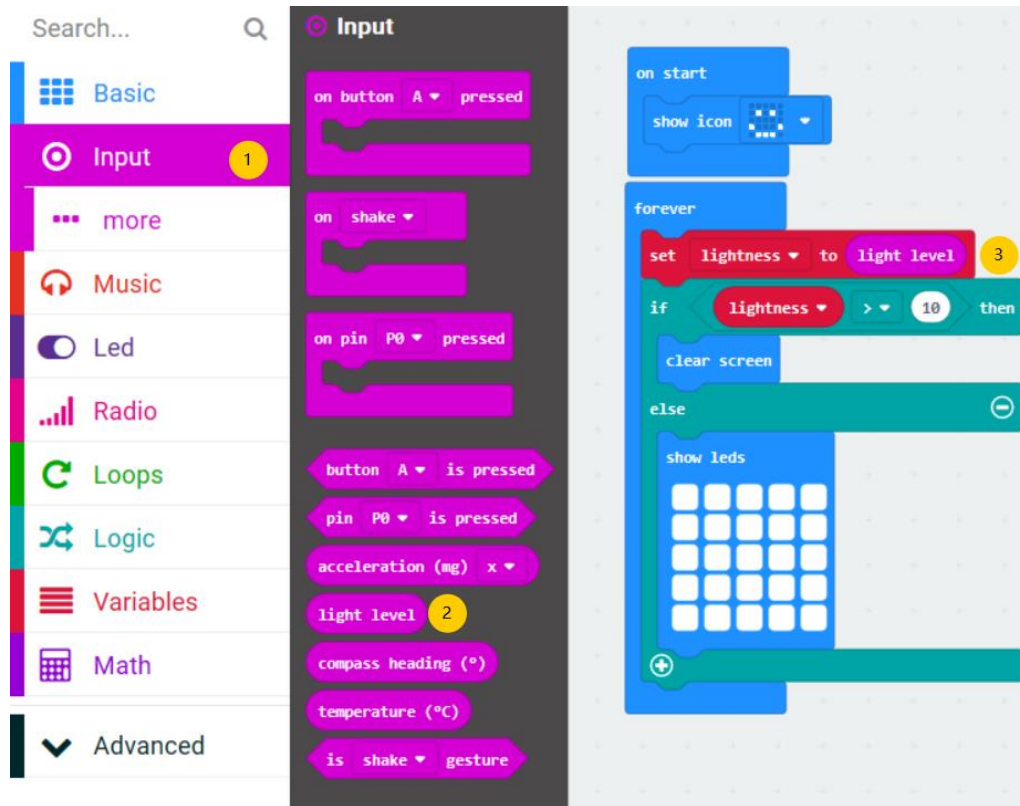 Search...
Basic
Input
1
more
Music
Led
Radio
Loops
Logic
Variables
Math
Advanced
Input
on button A pressed
on shake
on pin P0 pressed
button A is pressed
pin P0 is pressed
acceleration (mg) x
light level 2
compass heading (°)
temperature (°C)
is shake gesture
on start
show icon
forever
set lightness to light level 3
if lightness > 10 then
clear screen
else
show leds